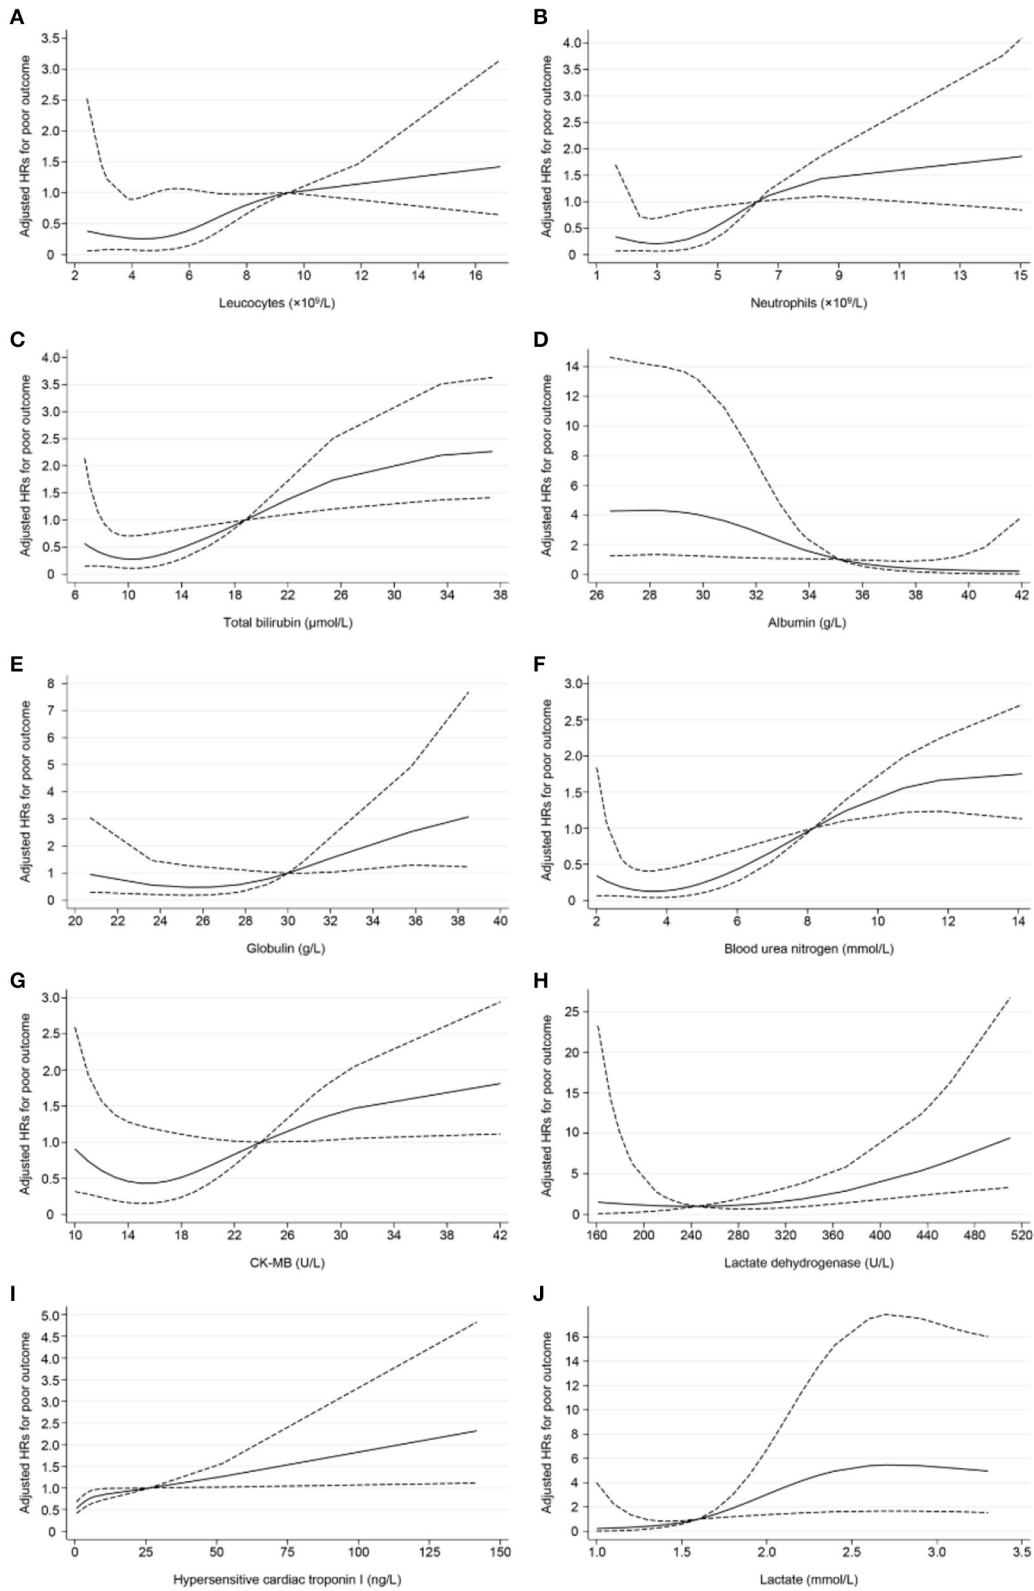 A
Adjusted HRs for poor outcome
3.5
3.0
2.5
2.0
1.5
1.0
0.5
0
2 4 6 8 10 12 14 16
Leucocytes (×10⁹/L)
B
Adjusted HRs for poor outcome
4.0
3.5
3.0
2.5
2.0
1.5
1.0
0.5
0
1 3 5 7 9 11 13 15
Neutrophils (×10⁹/L)
C
Adjusted HRs for poor outcome
4.0
3.5
3.0
2.5
2.0
1.5
1.0
0.5
0
6 10 14 18 22 26 30 34 38
Total bilirubin (μmol/L)
D
Adjusted HRs for poor outcome
14
12
10
8
6
4
2
0
26 28 30 32 34 36 38 40 42
Albumin (g/L)
E
Adjusted HRs for poor outcome
8
7
6
5
4
3
2
1
0
20 22 24 26 28 30 32 34 36 38 40
Globulin (g/L)
F
Adjusted HRs for poor outcome
3.0
2.5
2.0
1.5
1.0
0.5
0
2 4 6 8 10 12 14
Blood urea nitrogen (mmol/L)
G
Adjusted HRs for poor outcome
3.0
2.5
2.0
1.5
1.0
0.5
0
10 14 18 22 26 30 34 38 42
CK-MB (U/L)
H
Adjusted HRs for poor outcome
25
20
15
10
5
0
160 200 240 280 320 360 400 440 480 520
Lactate dehydrogenase (U/L)
I
Adjusted HRs for poor outcome
5.0
4.5
4.0
3.5
3.0
2.5
2.0
1.5
1.0
0.5
0
0 25 50 75 100 125 150
Hypersensitive cardiac troponin I (ng/L)
J
Adjusted HRs for poor outcome
16
14
12
10
8
6
4
2
0
1.0 1.5 2.0 2.5 3.0 3.5
Lactate (mmol/L)